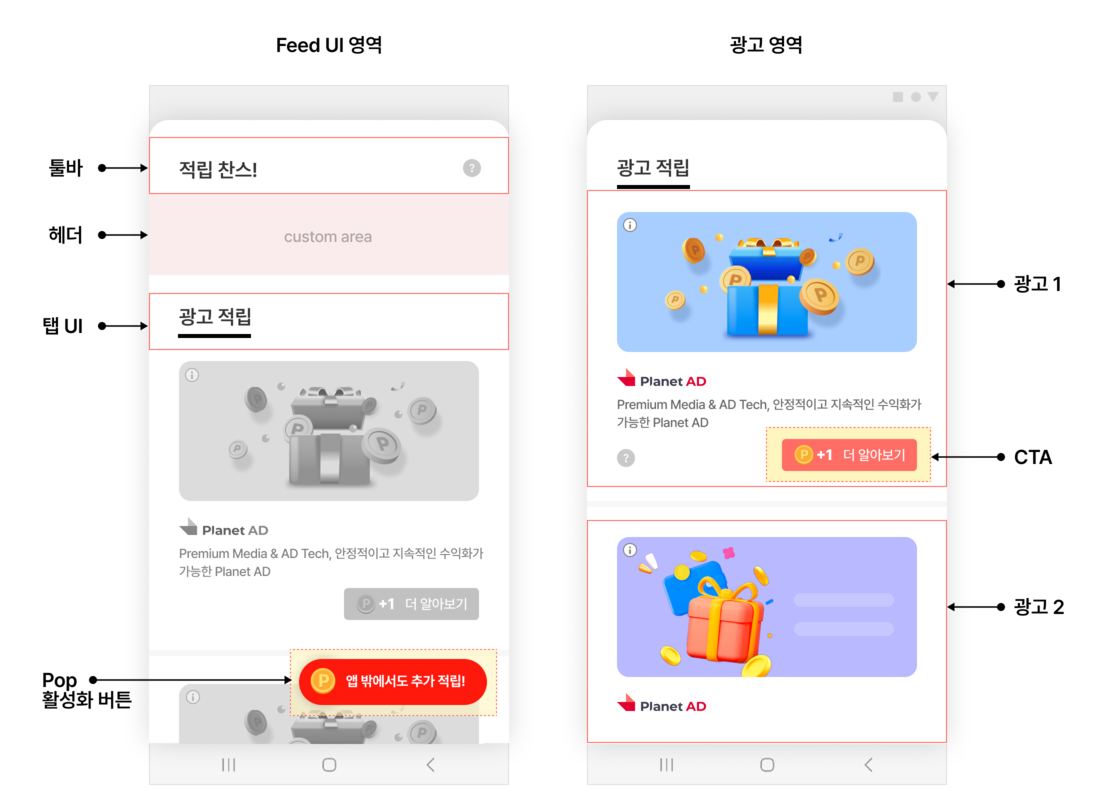 Feed UI 영역
툴바
적립 찬스!
?
헤더
custom area
탭 UI
광고 적립
i
P
P
P
P
Planet AD
Premium Media & AD Tech, 안정적이고 지속적인 수익화가
가능한 Planet AD
P +1 더 알아보기
Pop
활성화 버튼
P 앱 밖에서도 추가 적립!
i
P
P
광고 영역
광고 적립
광고 1
i
P
P
P
P
P
Planet AD
Premium Media & AD Tech, 안정적이고 지속적인 수익화가
가능한 Planet AD
?
P +1 더 알아보기
CTA
i
광고 2
Planet AD